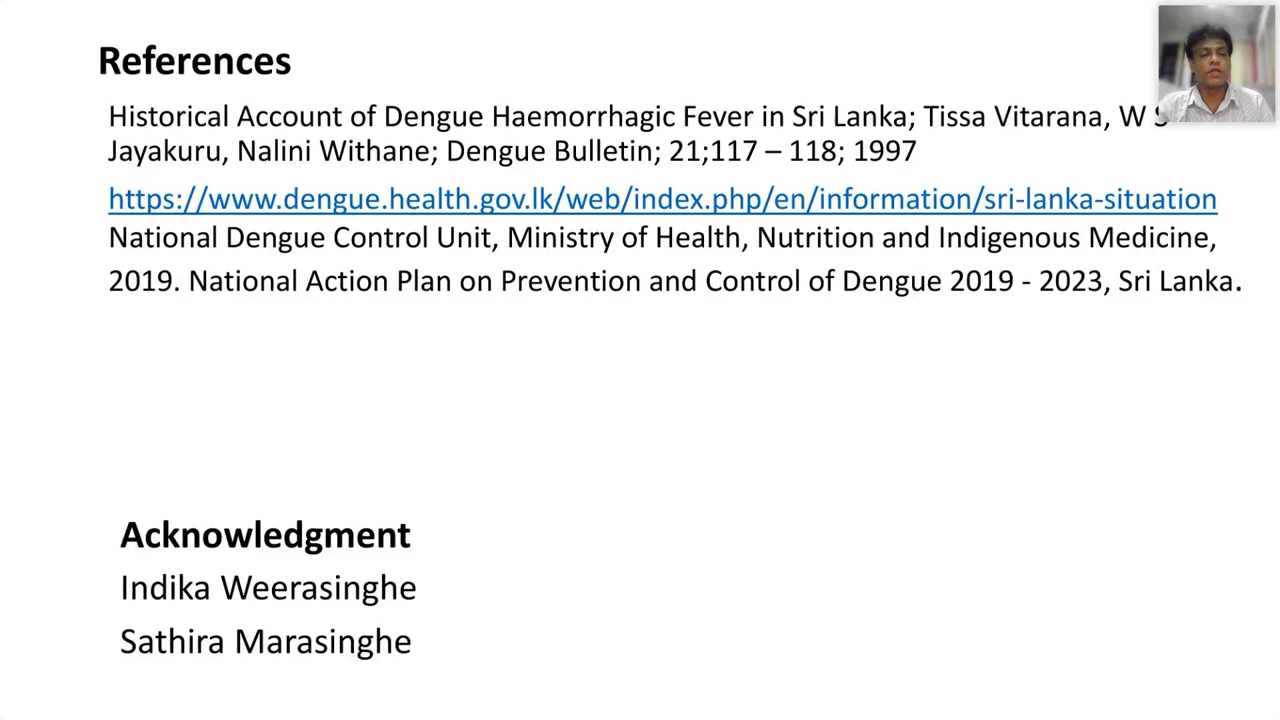 References
Historical Account of Dengue Haemorrhagic Fever in Sri Lanka; Tissa Vitarana, W S
Jayakuru, Nalini Withane; Dengue Bulletin; 21;117 – 118; 1997
https://www.dengue.health.gov.lk/web/index.php/en/information/sri-lanka-situation
National Dengue Control Unit, Ministry of Health, Nutrition and Indigenous Medicine,
2019. National Action Plan on Prevention and Control of Dengue 2019 - 2023, Sri Lanka.
Acknowledgment
Indika Weerasinghe
Sathira Marasinghe